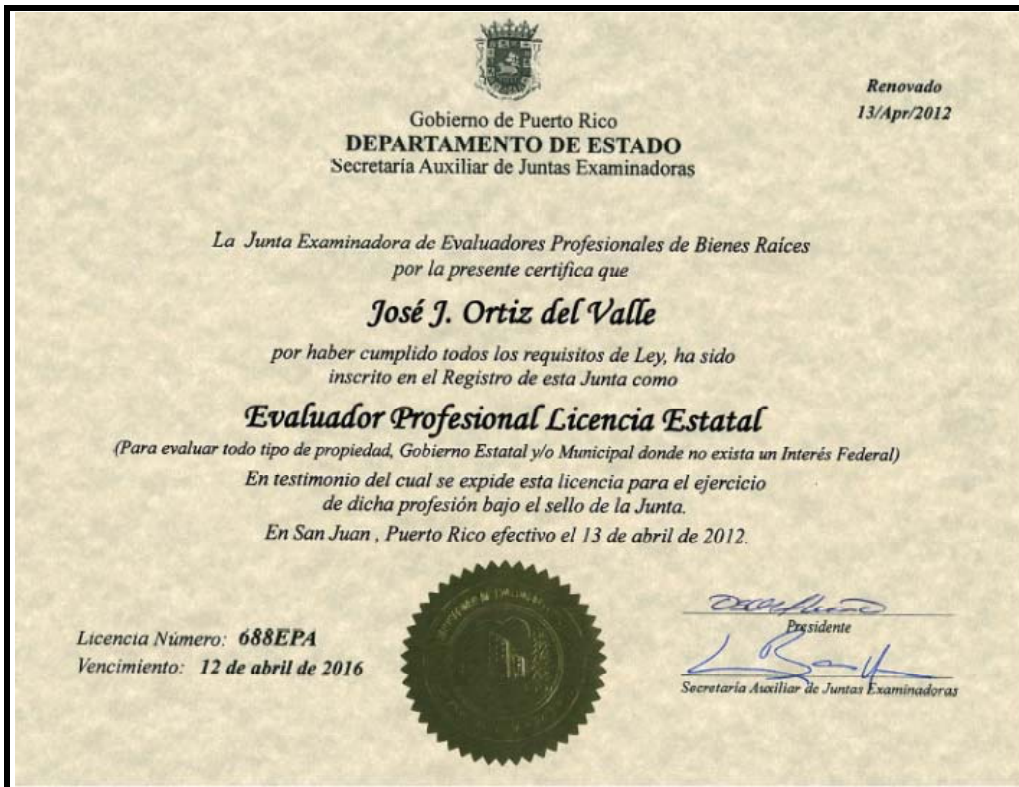 Renovado
13/Apr/2012
Gobierno de Puerto Rico
DEPARTAMENTO DE ESTADO
Secretaría Auxiliar de Juntas Examinadoras
La Junta Examinadora de Evaluadores Profesionales de Bienes Raíces
por la presente certifica que
José J. Ortiz del Valle
por haber cumplido todos los requisitos de Ley, ha sido
inscrito en el Registro de esta Junta como
Evaluador Profesional Licencia Estatal
(Para evaluar todo tipo de propiedad, Gobierno Estatal y/o Municipal donde no exista un Interés Federal)
En testimonio del cual se expide esta licencia para el ejercicio
de dicha profesión bajo el sello de la Junta.
En San Juan , Puerto Rico efectivo el 13 de abril de 2012.
Licencia Número: 688EPA
Vencimiento: 12 de abril de 2016
Presidente
Secretaría Auxiliar de Juntas Examinadoras